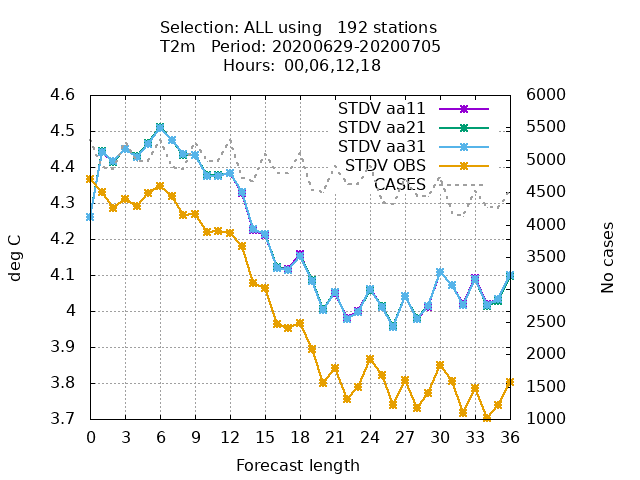 Selection: ALL using   192 stations
T2m   Period: 20200629-20200705
Hours:  00,06,12,18
4.6
4.5
4.4
4.3
4.2
4.1
4
3.9
3.8
3.7
deg C
STDV aa11
STDV aa21
STDV aa31
STDV OBS
CASES
6000
5500
5000
4500
4000
3500
3000
2500
2000
1500
1000
No cases
0 3 6 9 12 15 18 21 24 27 30 33 36
Forecast length